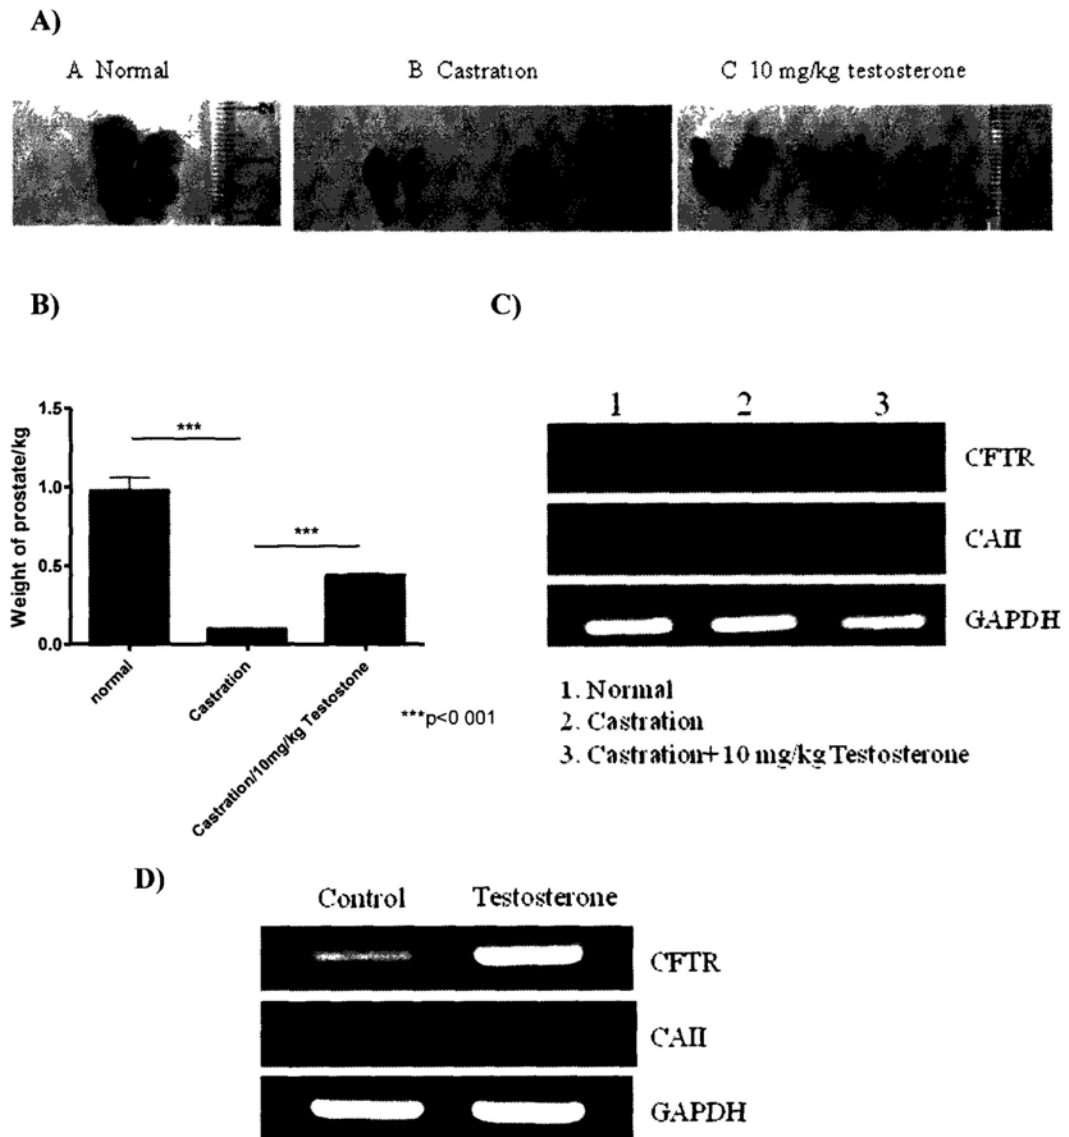 A)
A Normal
B Castration
C 10 mg/kg testosterone
B)
Weight of prostate/kg
1.5
1.0
0.5
0.0
***
***
normal
Castration
Castration/10mg/kg Testostone
***p<0 001
C)
1 2 3
CFTR
CAII
GAPDH
1. Normal
2. Castration
3. Castration+ 10 mg/kg Testosterone
D)
Control Testosterone
CFTR
CAII
GAPDH